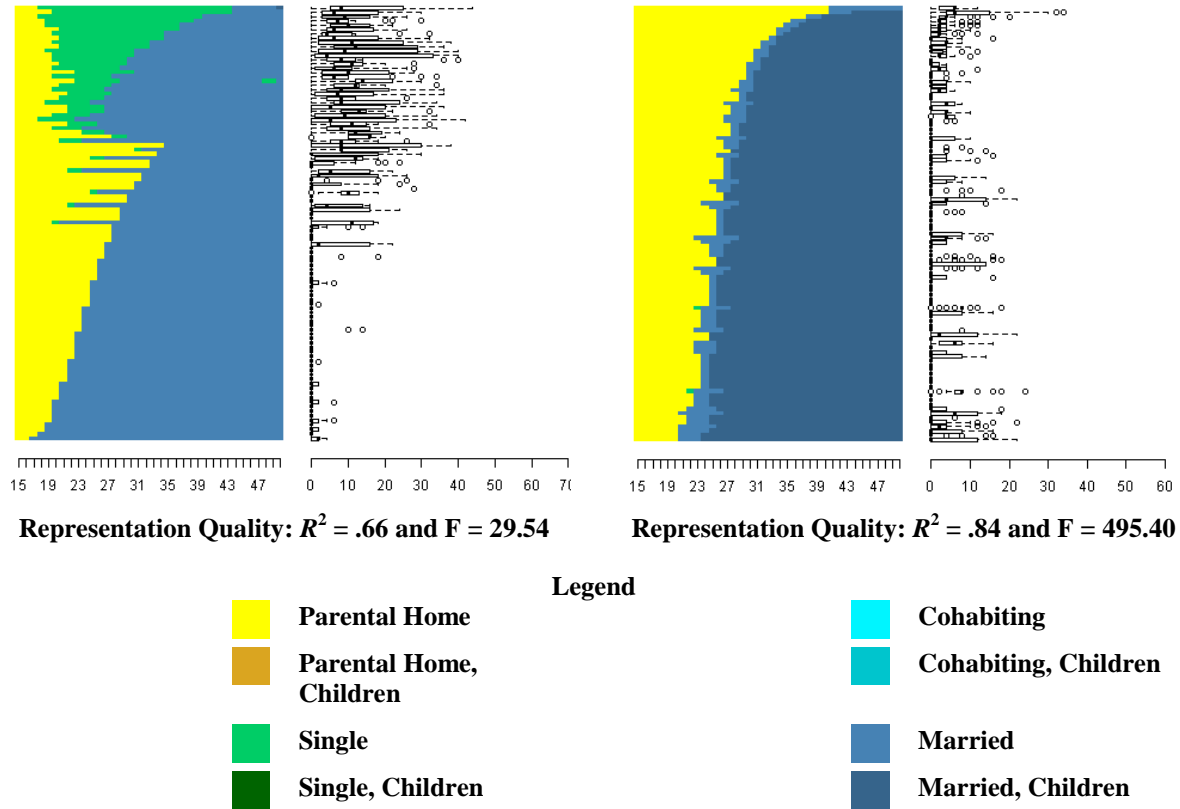 15 19 23 27 31 35 39 43 47
0 10 20 30 40 50 60 70
15 19 23 27 31 35 39 43 47
0 10 20 30 40 50 60
Representation Quality: R² = .66 and F = 29.54
Representation Quality: R² = .84 and F = 495.40
Legend
Parental Home
Parental Home,
Children
Single
Single, Children
Cohabiting
Cohabiting, Children
Married
Married, Children